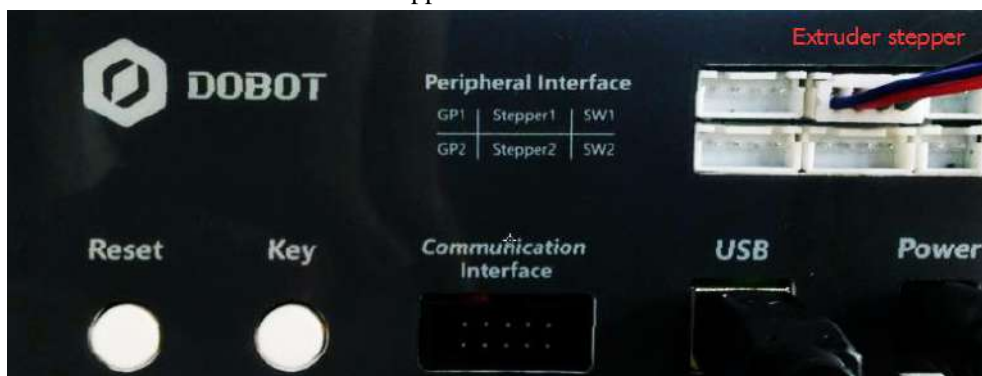 Extruder stepper
DOBOT
Peripheral Interface
GP1 Stepper1 SW1
GP2 Stepper2 SW2
Reset
Key
Communication
Interface
USB
Power